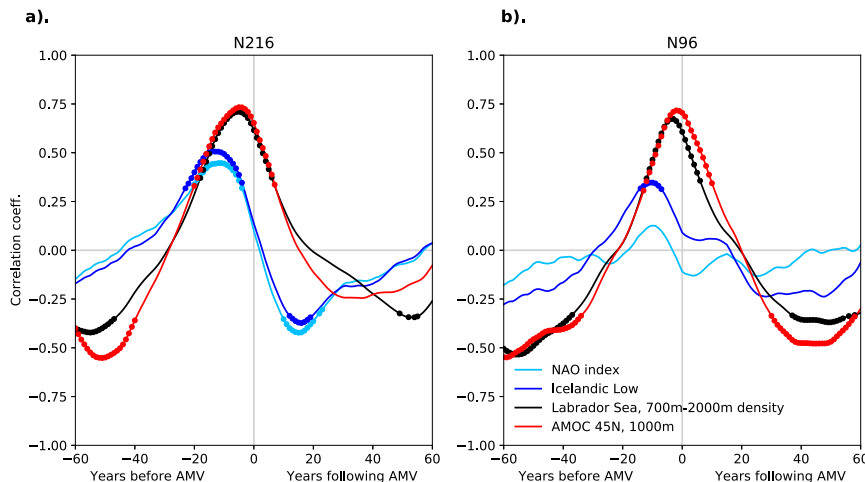 a).
N216
1.00
0.75
0.50
0.25
0.00
−0.25
−0.50
−0.75
−1.00
Correlation coeff.
−60 −40 −20 0 20 40 60
Years before AMV Years following AMV
b).
N96
1.00
0.75
0.50
0.25
0.00
−0.25
−0.50
−0.75
−1.00
NAO index
Icelandic Low
Labrador Sea, 700m-2000m density
AMOC 45N, 1000m
−60 −40 −20 0 20 40 60
Years before AMV Years following AMV